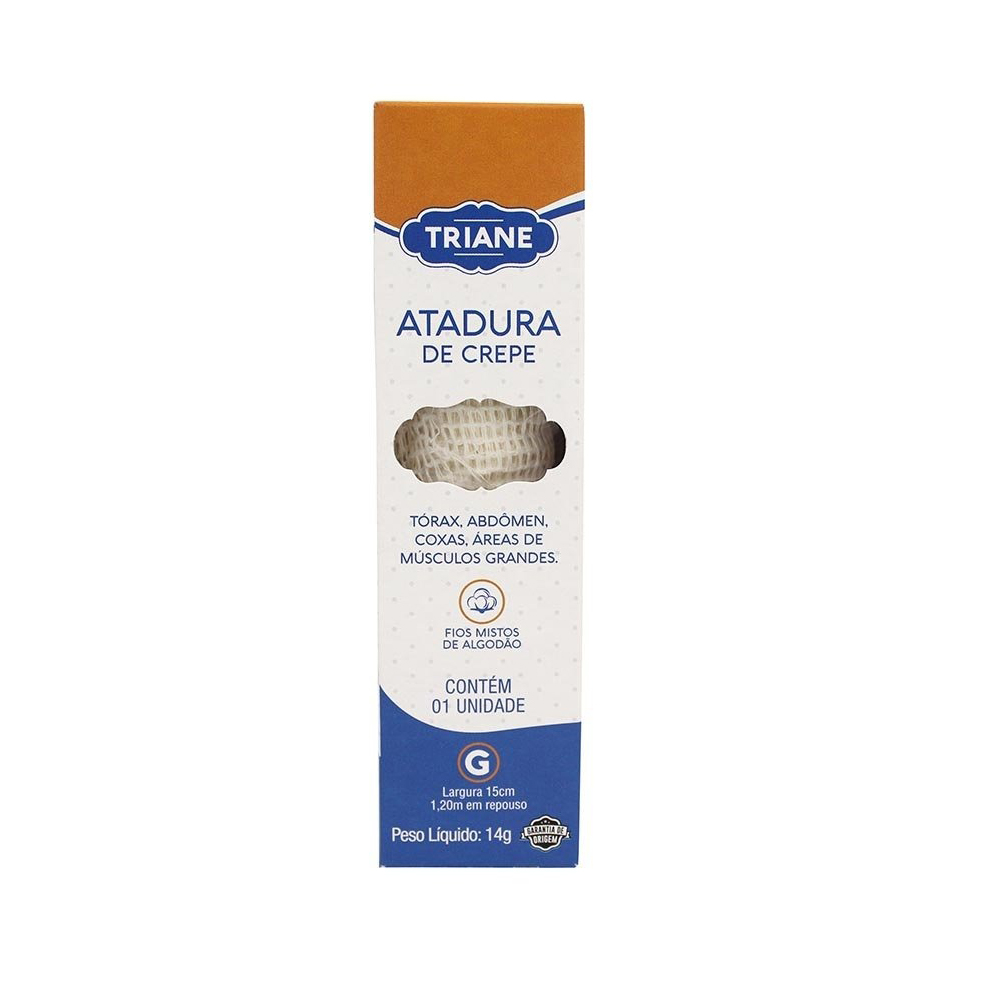 TRIANE
ATADURA
DE CREPE
TÓRAX, ABDÔMEN,
COXAS, ÁREAS DE
MÚSCULOS GRANDES.
FIOS MISTOS
DE ALGODÃO
CONTÉM
01 UNIDADE
G
Largura 15cm
1,20m em repouso
Peso Líquido: 14g
GARANTIA DE
ORIGEM